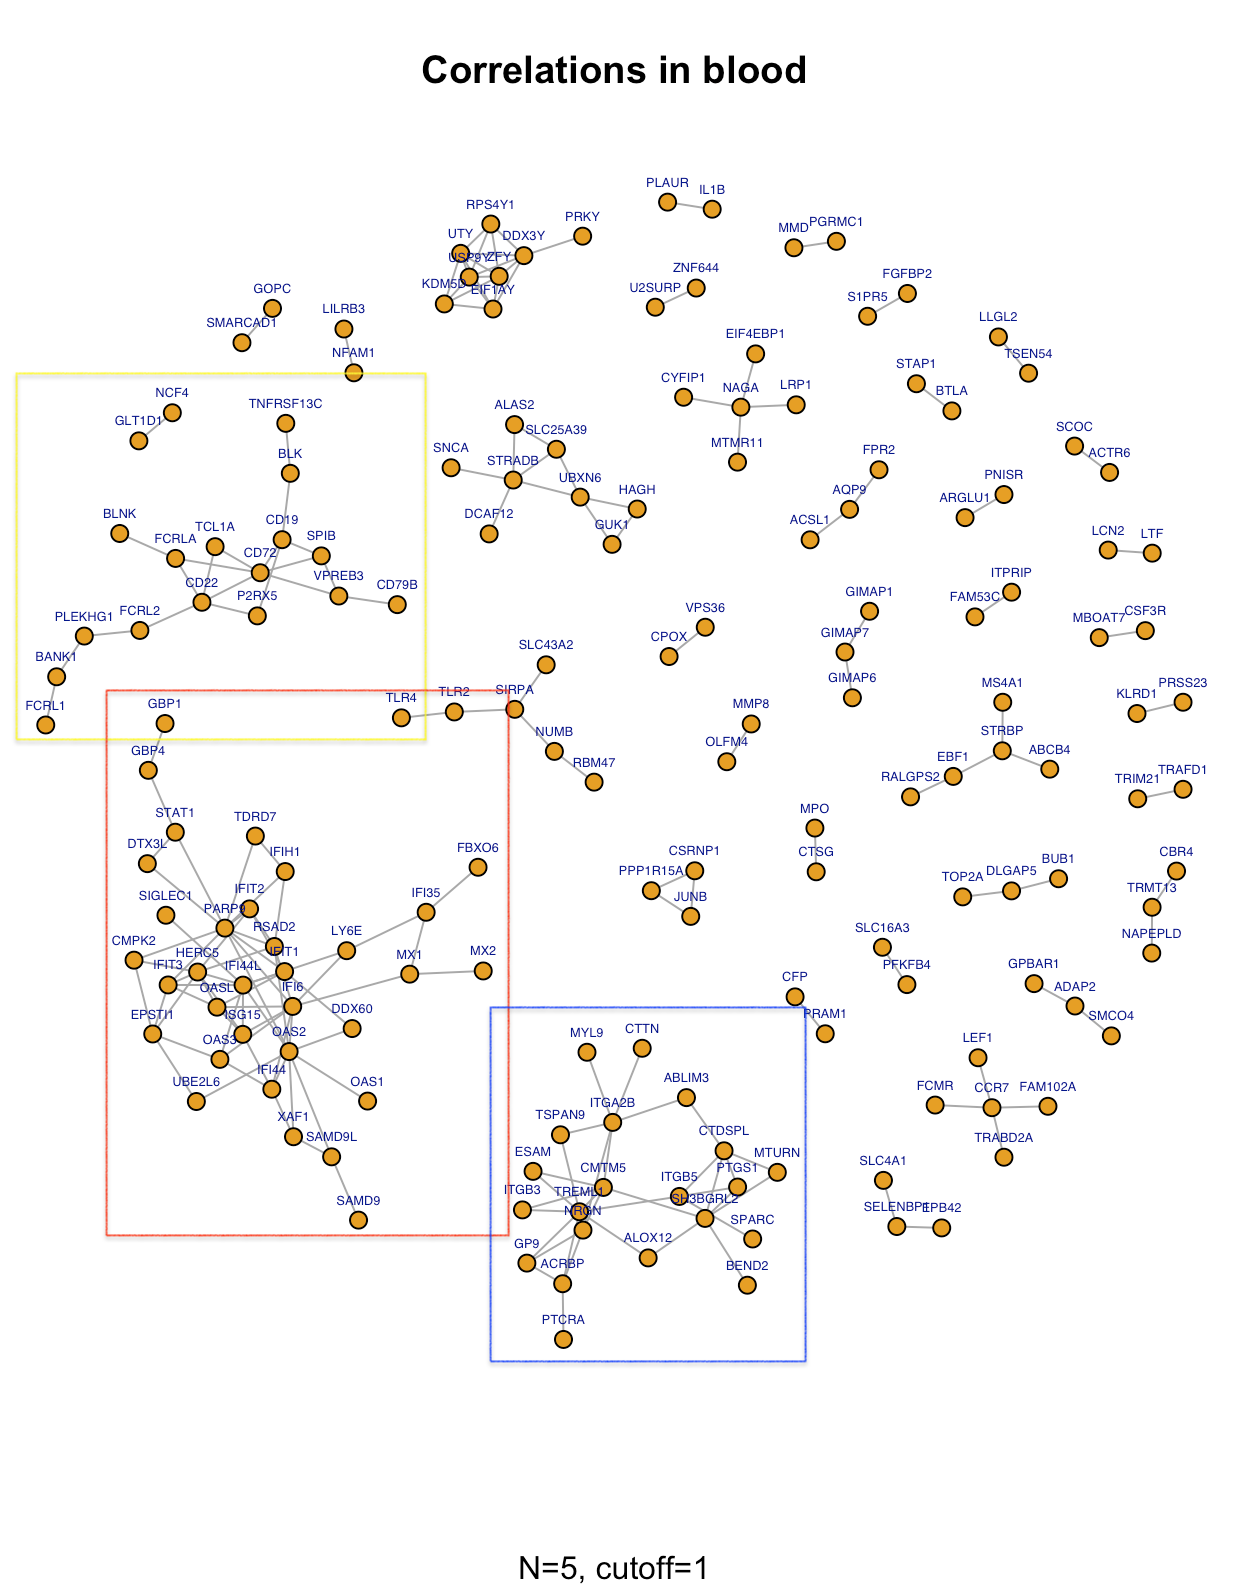 Correlations in blood
PLAUR
IL1B
RPS4Y1
PRKY
UTY
DDX3Y
MMD
PGRMC1
USP9Y
ZFY
KDM5D
EIF1AY
ZNF644
U2SURP
FGFBP2
S1PR5
GOPC
SMARCAD1
LILRB3
NFAM1
LLGL2
TSEN54
EIF4EBP1
CYFIP1
NAGA
LRP1
MTMR11
STAP1
BTLA
NCF4
GLT1D1
TNFRSF13C
BLK
ALAS2
SLC25A39
SNCA
STRADB
UBXN6
HAGH
DCAF12
GUK1
SCOC
ACTR6
FPR2
AQP9
ACSL1
PNISR
ARGLU1
BLNK
FCRLA
TCL1A
CD19
SPIB
CD72
VPREB3
CD79B
CD22
P2RX5
FCRL2
PLEKHG1
BANK1
FCRL1
LCN2
LTF
ITPRIP
FAM53C
GIMAP1
GIMAP7
GIMAP6
VPS36
CPOX
MBOAT7
CSF3R
SLC43A2
TLR4
TLR2
SIRPA
NUMB
RBM47
MMP8
OLFM4
MS4A1
STRBP
EBF1
ABCB4
RALGPS2
KLRD1
PRSS23
TRIM21
TRAFD1
GBP1
GBP4
STAT1
DTX3L
TDRD7
IFIH1
FBXO6
SIGLEC1
IFIT2
PARP9
IFI35
RSAD2
LY6E
CMPK2
HERC5
IFIT1
IFIT3
IFI44L
MX1
MX2
OASL
IFI6
EPSTI1
ISG15
DDX60
OAS3
OAS2
UBE2L6
IFI44
OAS1
XAF1
SAMD9L
SAMD9
MPO
CTSG
CSRNP1
PPP1R15A
JUNB
TOP2A
DLGAP5
BUB1
CBR4
TRMT13
NAPEPLD
SLC16A3
PFKFB4
GPBAR1
ADAP2
SMCO4
CFP
PRAM1
MYL9
CTTN
ABLIM3
ITGA2B
TSPAN9
CTDSPL
ESAM
MTURN
CMTM5
ITGB5
PTGS1
ITGB3
TREML1
SH3BGRL2
NRGN
SPARC
GP9
ALOX12
ACRBP
BEND2
PTCRA
LEF1
FCMR
CCR7
FAM102A
TRABD2A
SLC4A1
SELENBP1
EPB42
N=5, cutoff=1